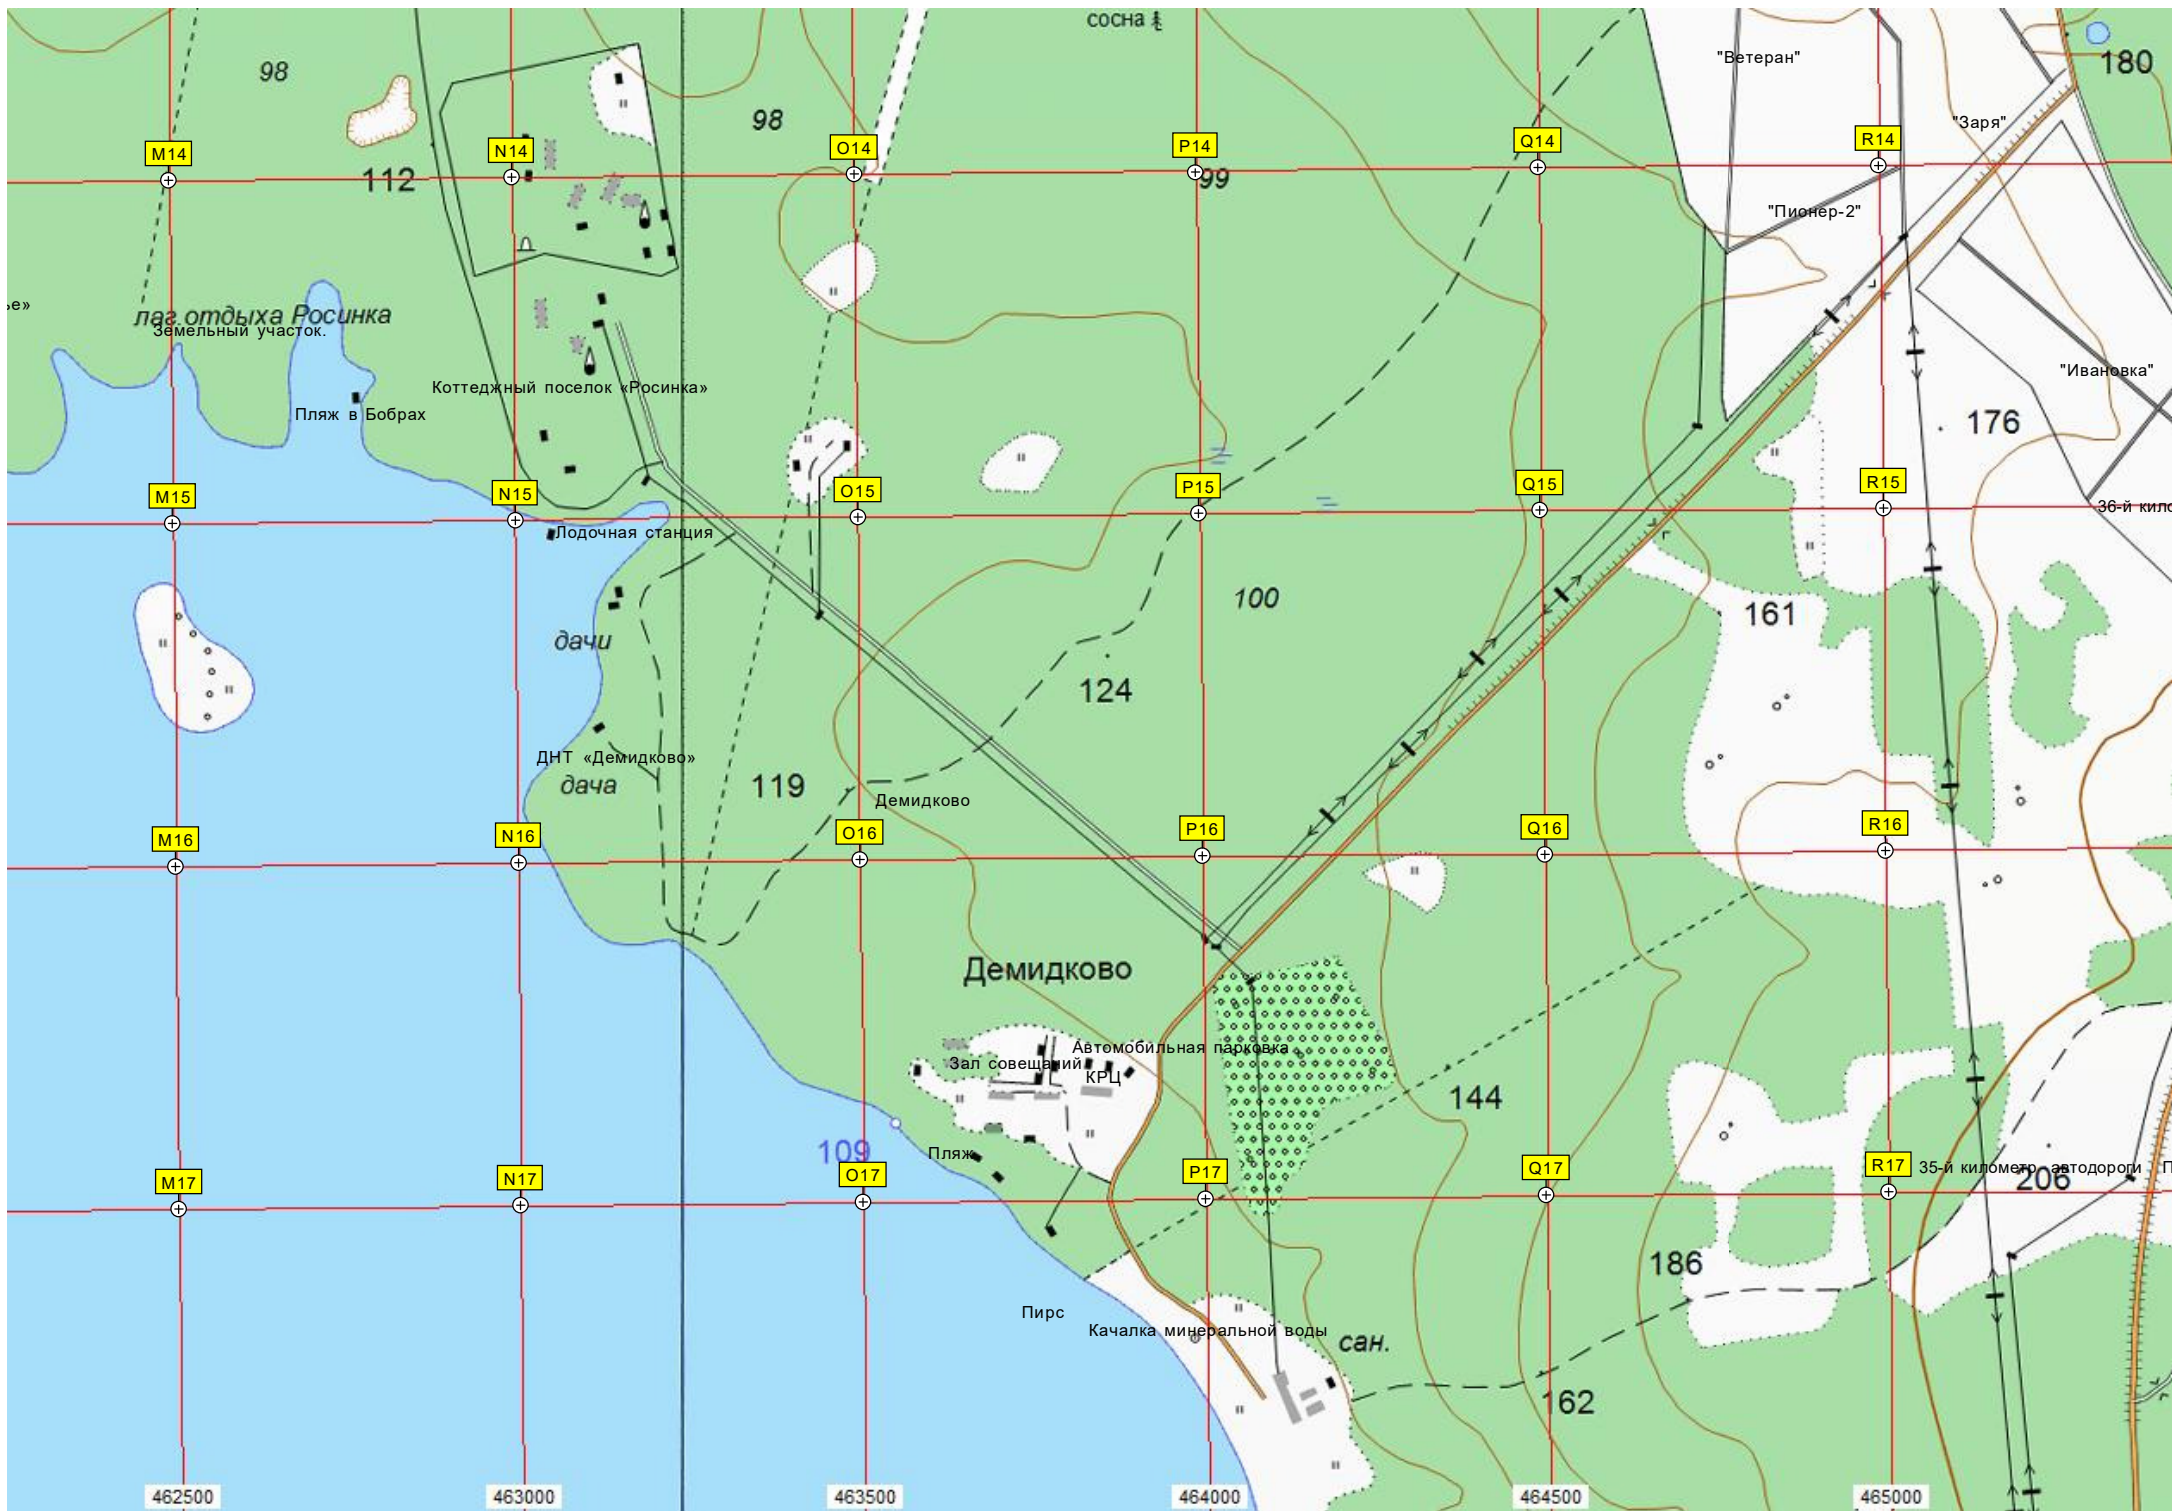 сосна
"Ветеран"
180
98
98
"Заря"
M14
N14
O14
P14
Q14
R14
112
99
"Пионер-2"
ье»
лаг.отдыха Росинка
Земельный участок.
Коттеджный поселок «Росинка»
"Ивановка"
Пляж в Бобрах
176
M15
N15
O15
P15
Q15
R15
36-й кило
Лодочная станция
100
161
дачи
124
ДНТ «Демидково»
дача
119
Демидково
M16
N16
O16
P16
Q16
R16
Демидково
Автомобильная парковка
Зал совещаний
КРЦ
144
109
Пляж
M17
N17
O17
P17
Q17
R17
35-й километр автодороги
П
206
186
Пирс
Качалка минеральной воды
сан.
162
462500
463000
463500
464000
464500
465000